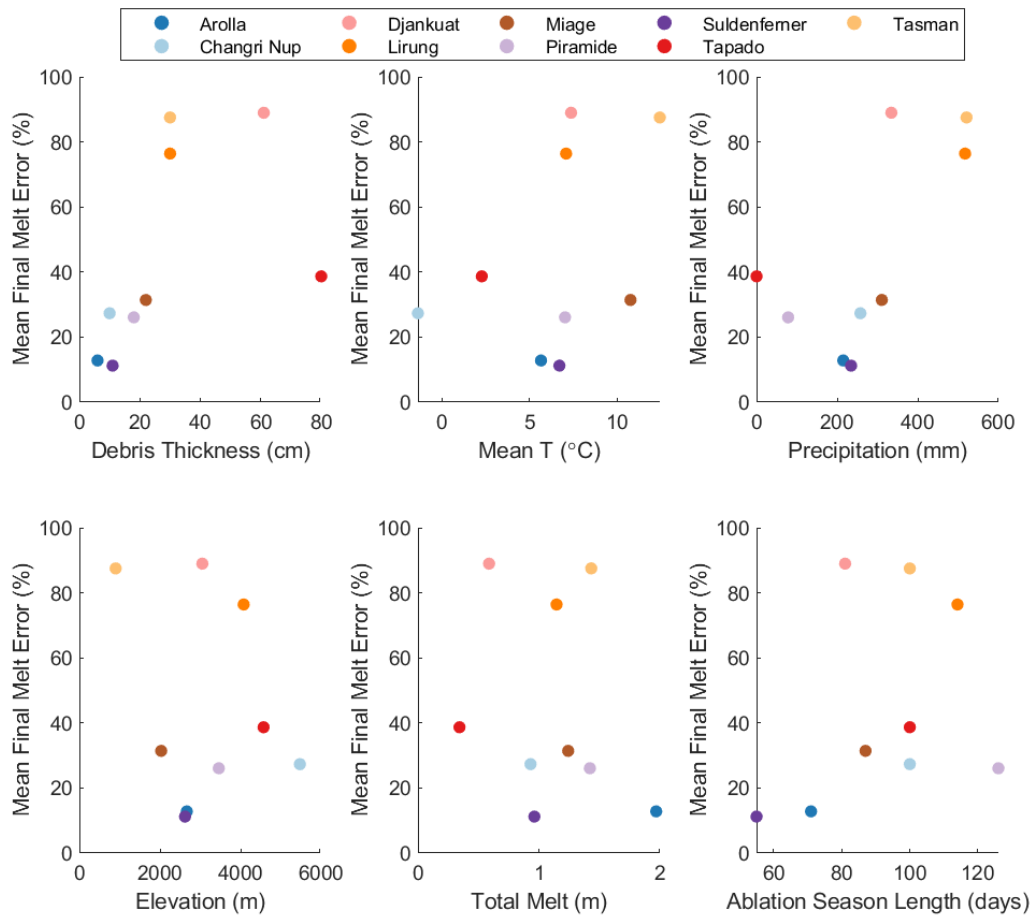 Arolla Djankuat Miage Suldenferner Tasman
Changri Nup Lirung Piramide Tapado
100
80
60
40
20
0
Mean Final Melt Error (%)
0 20 40 60 80
Debris Thickness (cm)
100
80
60
40
20
0
Mean Final Melt Error (%)
0 5 10
Mean T (°C)
100
80
60
40
20
0
Mean Final Melt Error (%)
0 200 400 600
Precipitation (mm)
100
80
60
40
20
0
Mean Final Melt Error (%)
0 2000 4000 6000
Elevation (m)
100
80
60
40
20
0
Mean Final Melt Error (%)
0 1 2
Total Melt (m)
100
80
60
40
20
0
Mean Final Melt Error (%)
60 80 100 120
Ablation Season Length (days)